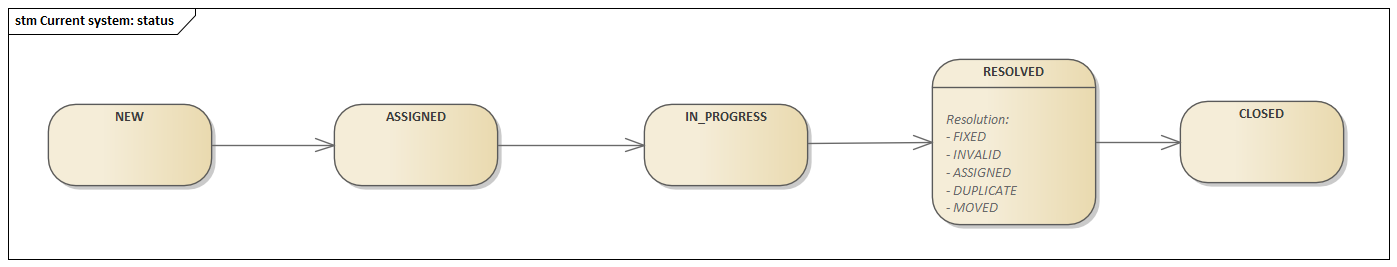 stm Current system: status
NEW
ASSIGNED
IN_PROGRESS
RESOLVED
Resolution:
- FIXED
- INVALID
- ASSIGNED
- DUPLICATE
- MOVED
CLOSED